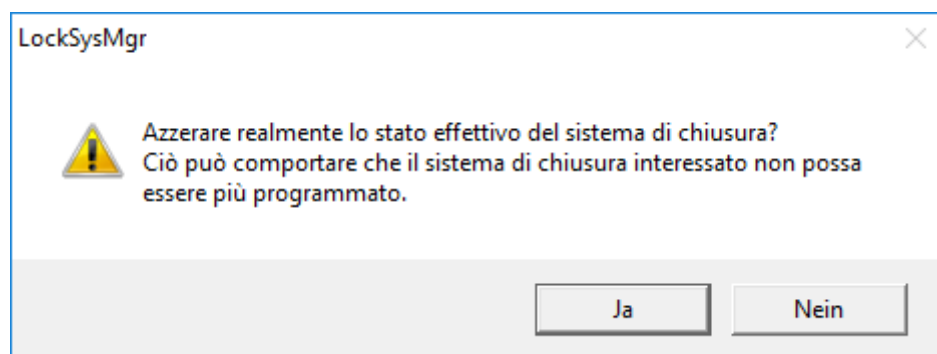 LockSysMgr
Azzerare realmente lo stato effettivo del sistema di chiusura?
Ciò può comportare che il sistema di chiusura interessato non possa
essere più programmato.
Ja
Nein